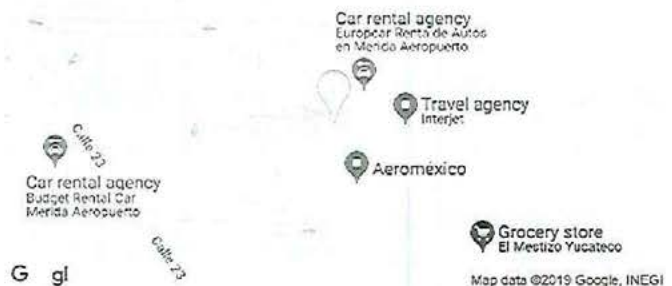 Car rental agency
Europcar Renta de Autos
en Merida Aeropuerto
Travel agency
Interjet
Calle 23
Car rental agency
Budget Rental Car
Merida Aeropuerto
Aeroméxico
Calle 23
Grocery store
El Mestizo Yucateco
G gl
Map data ©2019 Google, INEGI